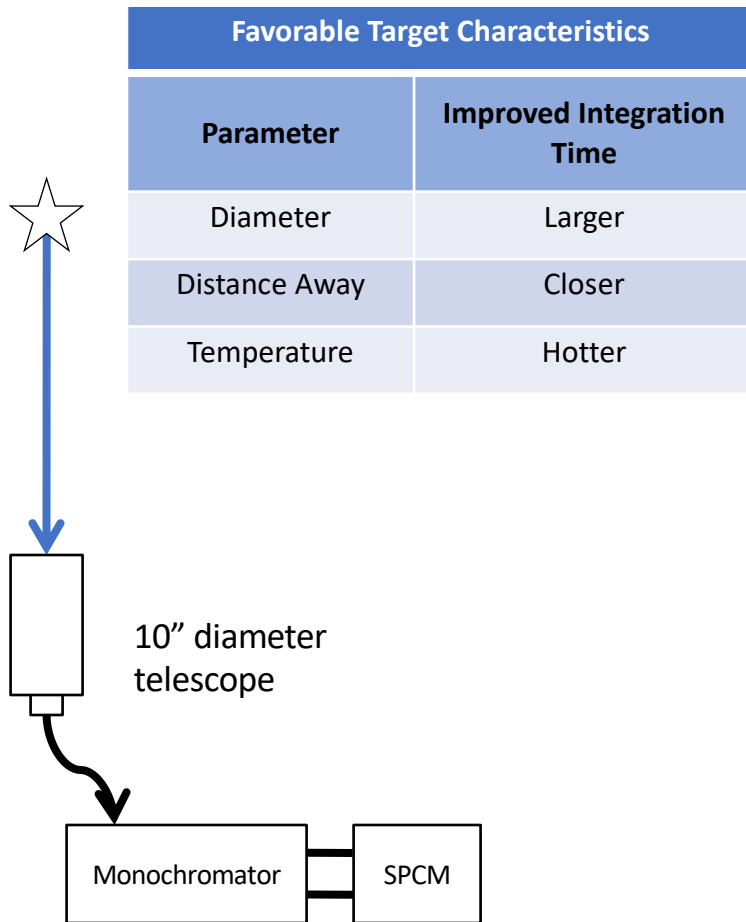 Favorable Target Characteristics
Parameter
Improved Integration
Time
Diameter
Larger
Distance Away
Closer
Temperature
Hotter
10” diameter
telescope
Monochromator
SPCM